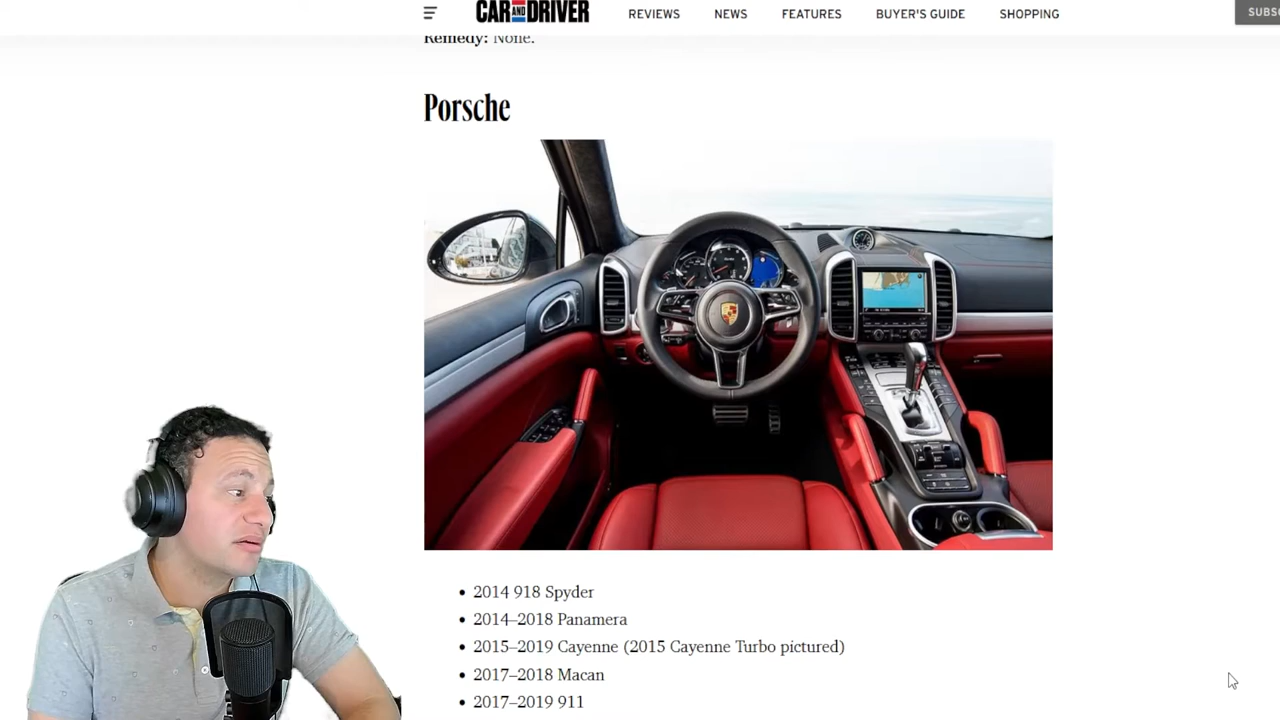 CAR AND DRIVER
REVIEWS NEWS FEATURES BUYER'S GUIDE SHOPPING SUBSC
Remedy: None.
Porsche
• 2014 918 Spyder
• 2014–2018 Panamera
• 2015–2019 Cayenne (2015 Cayenne Turbo pictured)
• 2017–2018 Macan
• 2017–2019 911